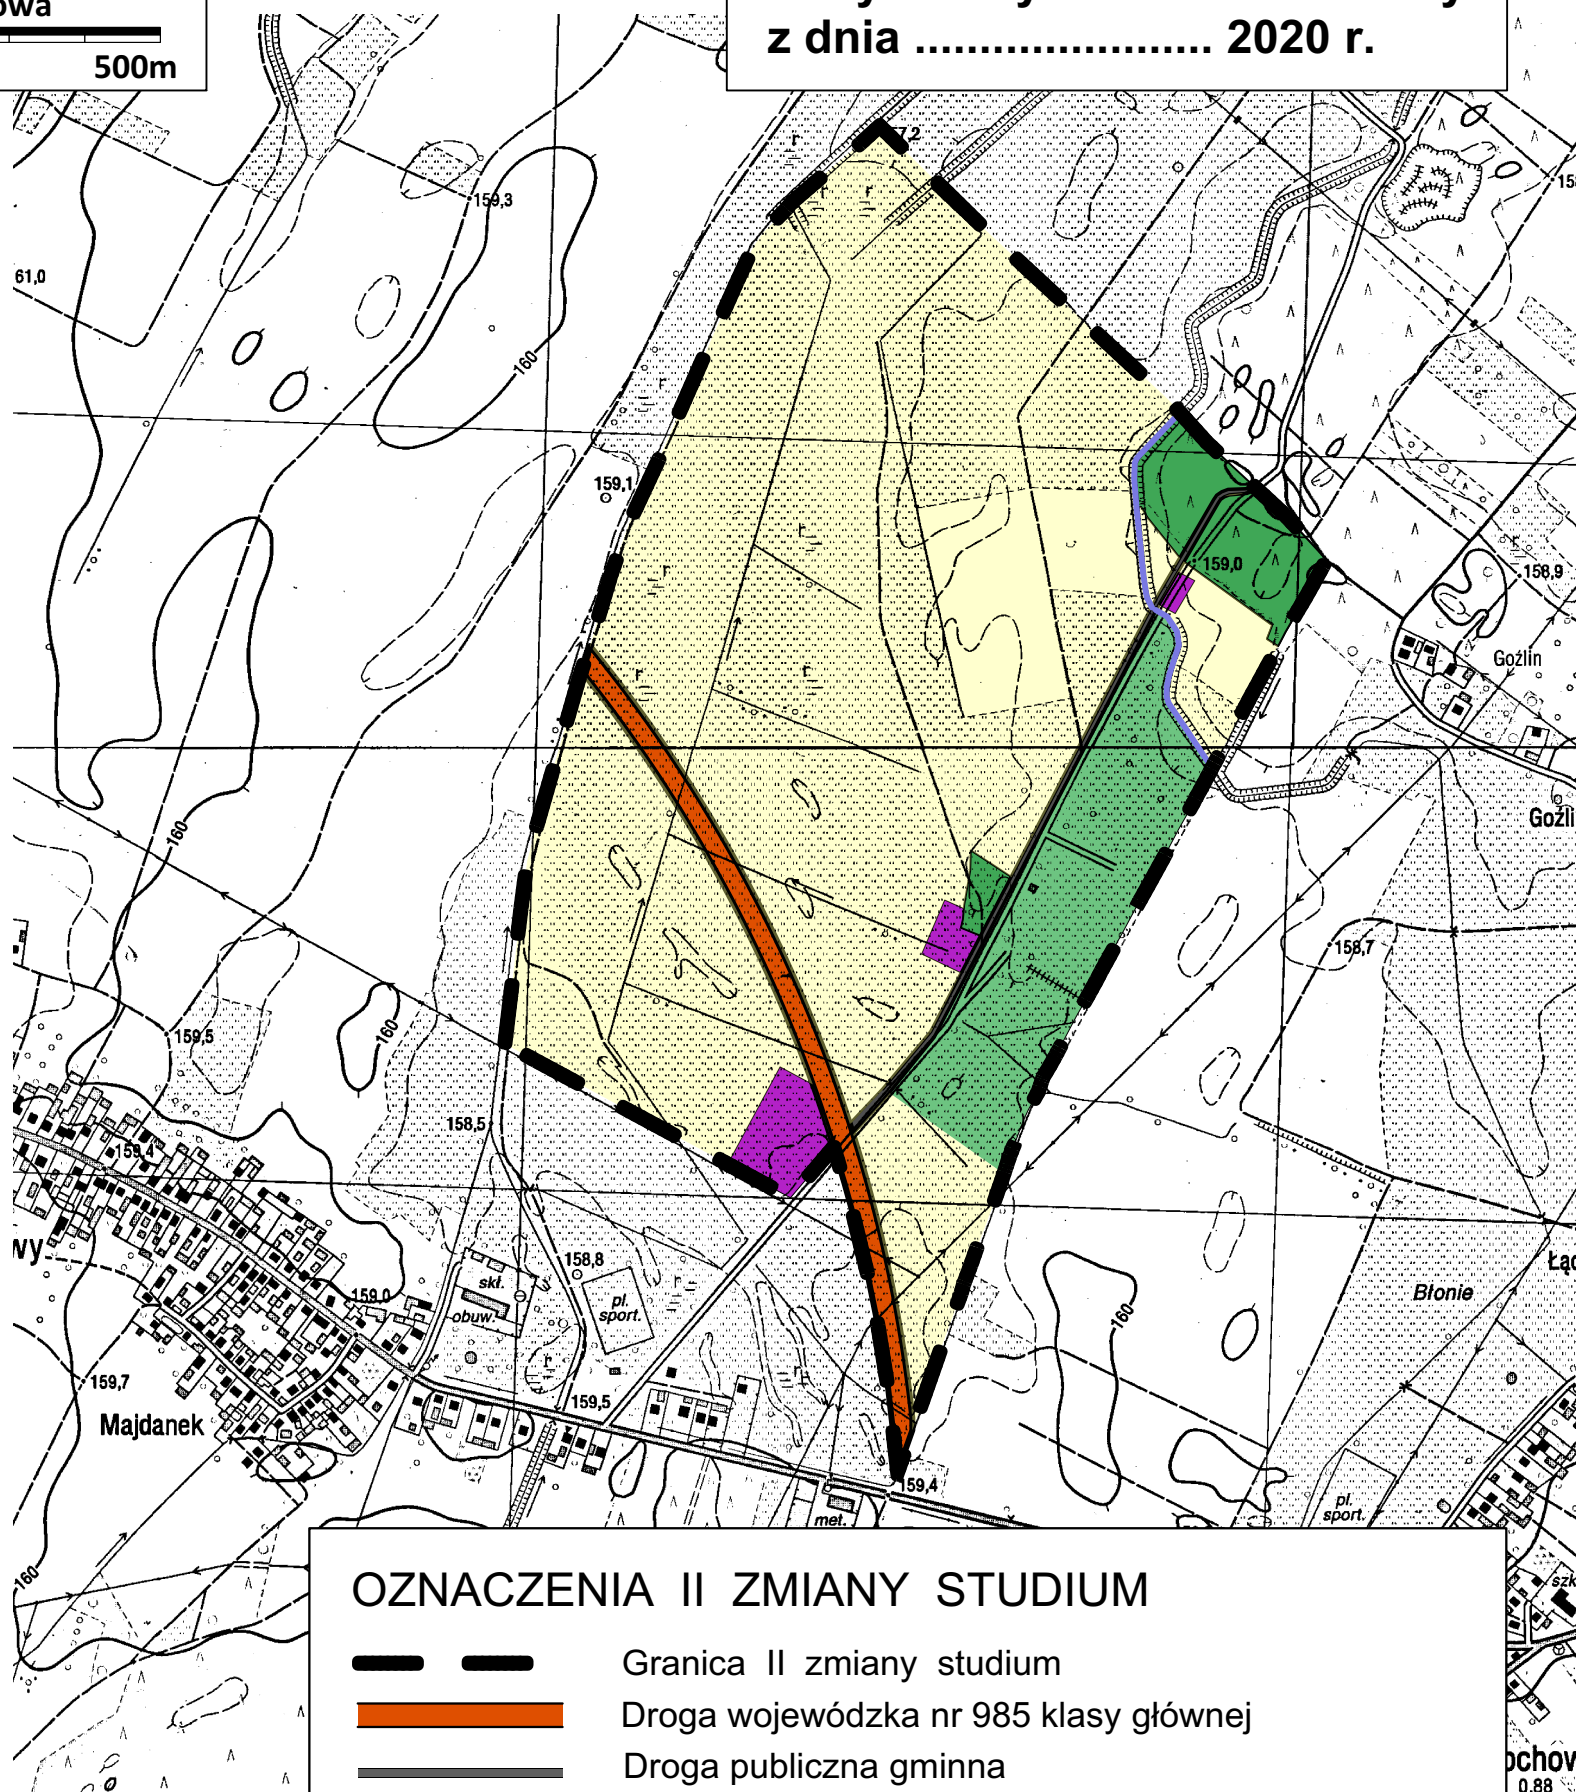 500m
z dnia ....................... 2020 r.
159,3
61,0
160
159,1
159,0
158,9
Goźlin
160
158,7
159,5
160
158,5
159,4
wy
158,8
skł.
obuw.
pl.
sport.
159,0
Błonie
160
159,7
159,5
Majdanek
159,4
met.
pl.
sport.
160
OZNACZENIA II ZMIANY STUDIUM
Granica II zmiany studium
Droga wojewódzka nr 985 klasy głównej
Droga publiczna gminna
0,88